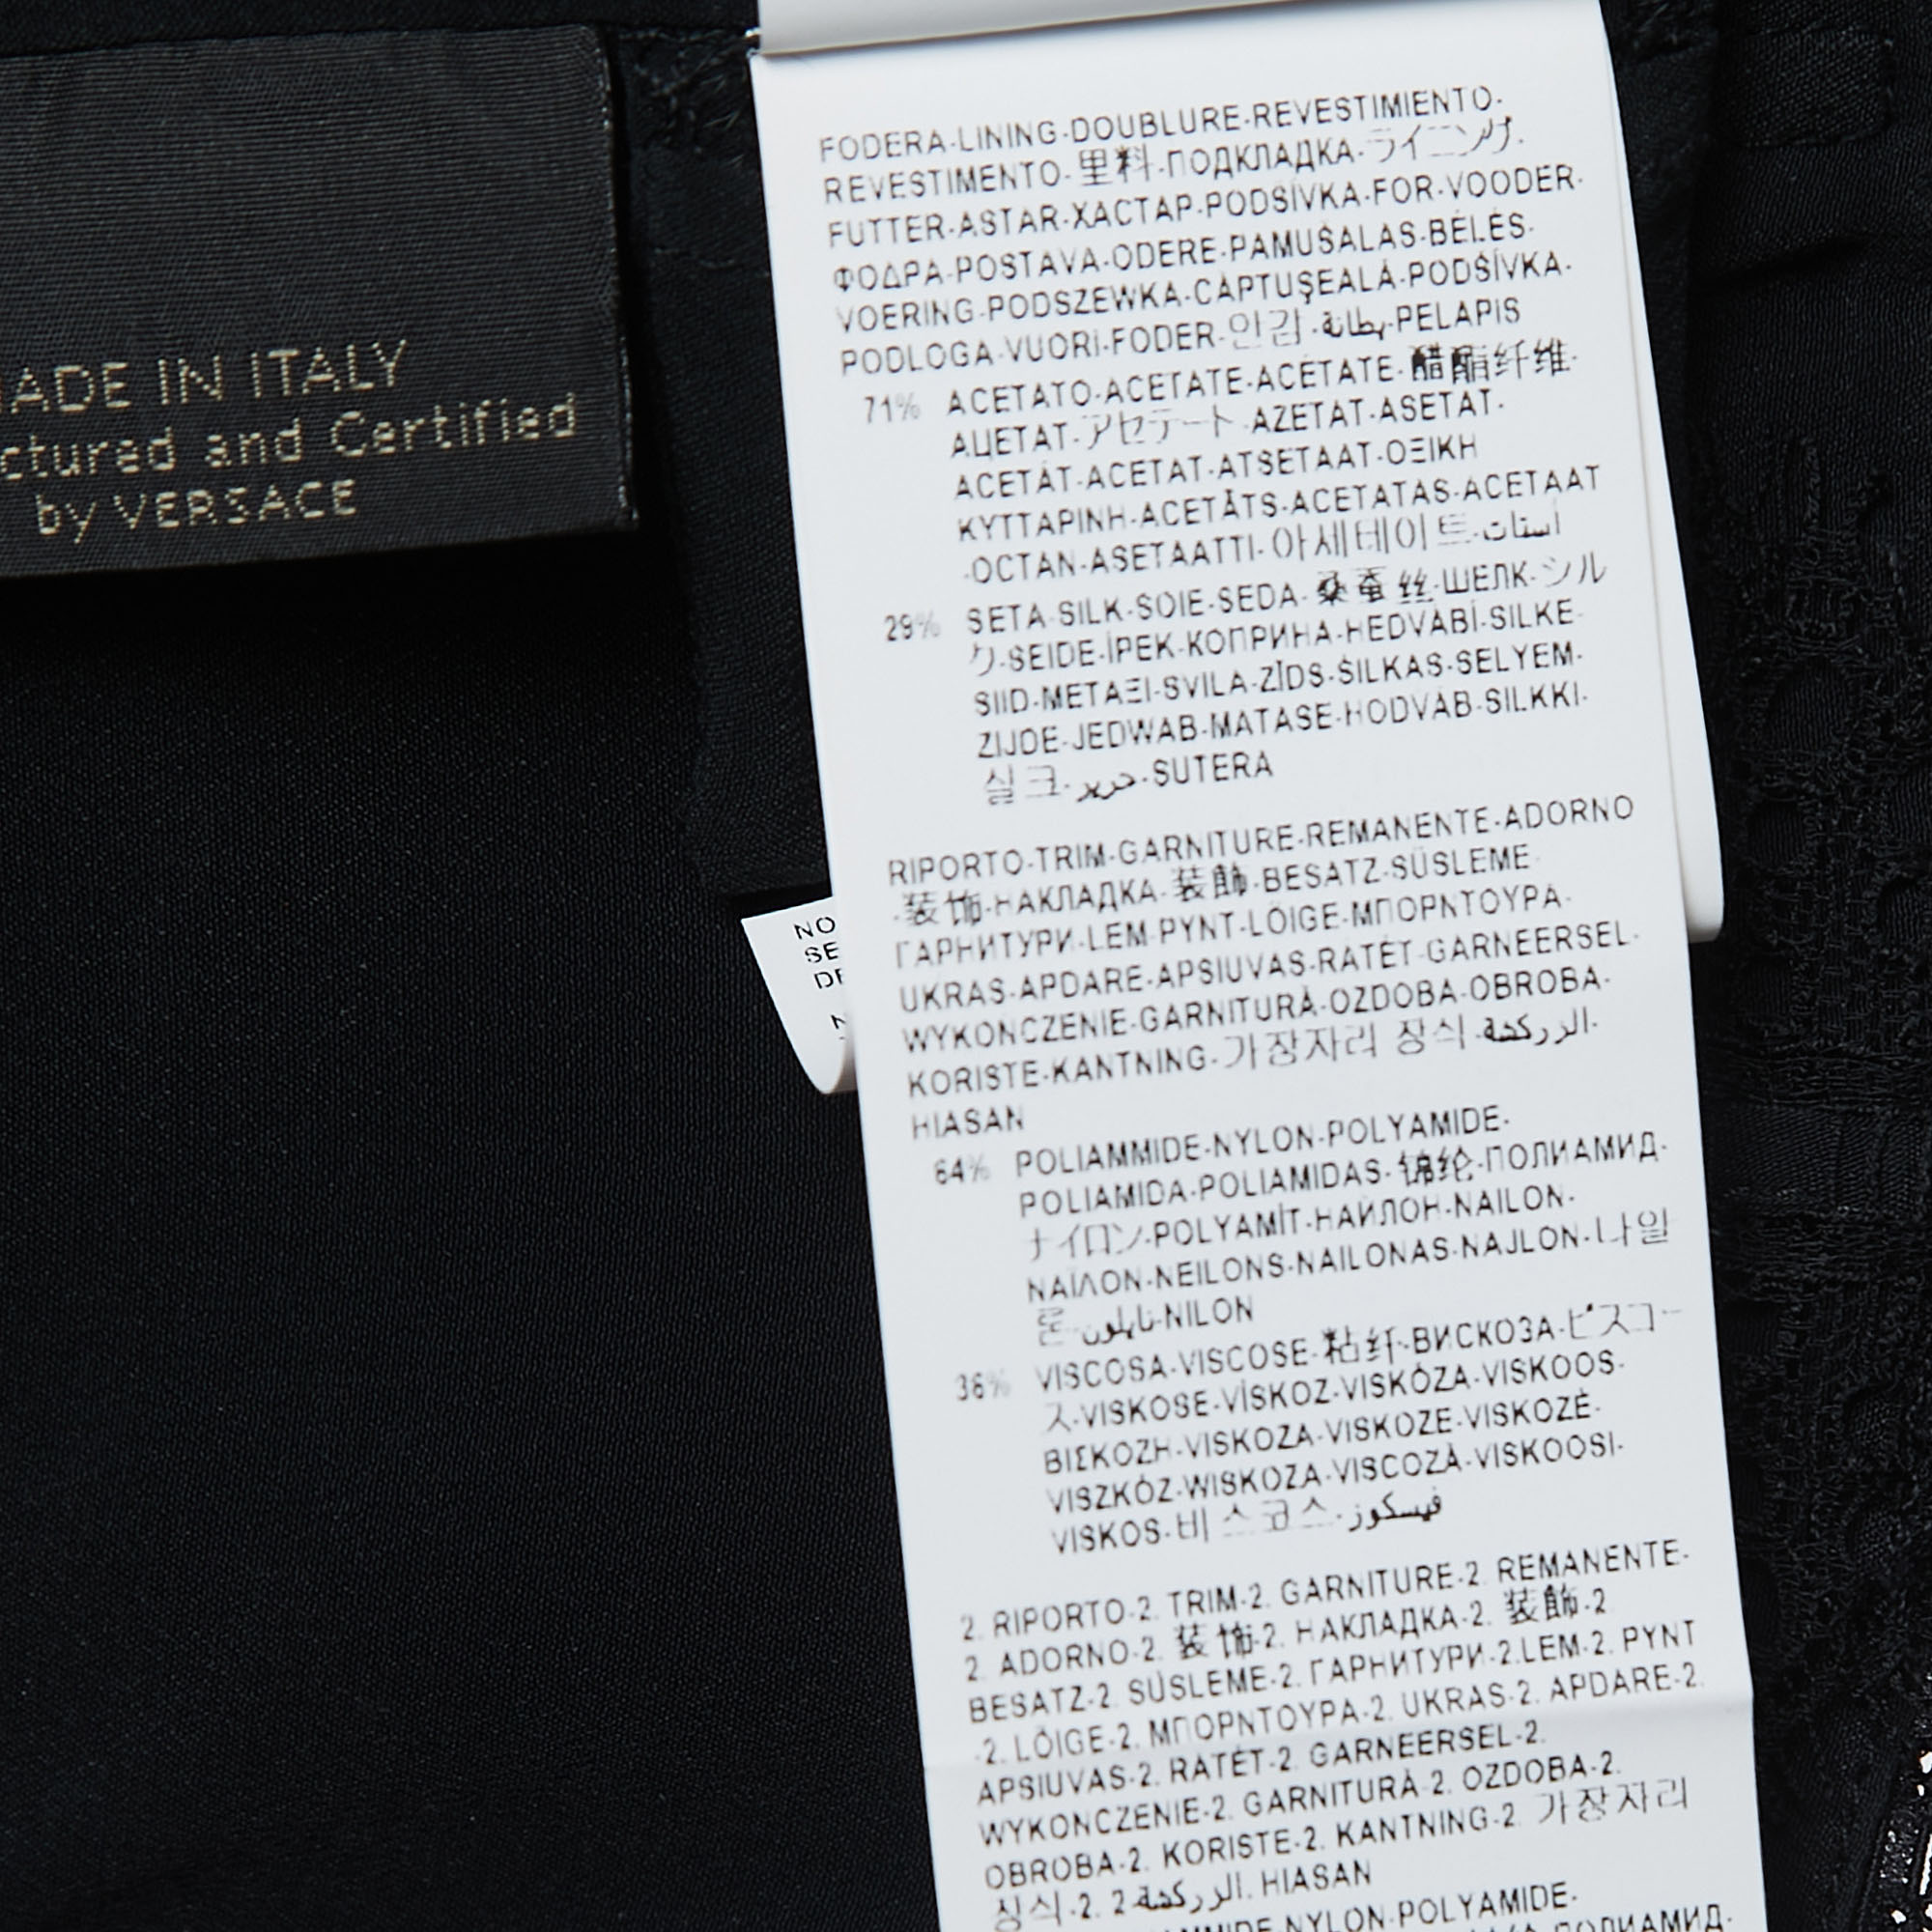 MADE IN ITALY
and Certified
by VERSACE
FODERA-LINING-DOUBLURE-REVESTIMIENTO-
REVESTIMENTO-里料-ПОДКЛАДКА-ライニング-
FUTTER-ASTAR-ХАСТАР-PODSÍVKA-FOR-VOODER-
ΦΟΔΡΑ-POSTAVA-ODERE-PAMUŠALAS-BÉLÉS-
VOERING-PODSZEWKA-CĂPTUŞEALĂ-PODŠÍVKA-
PODLOGA-VUORI-FODER-안감-بطانة-PELAPIS
71% ACETATO-ACETATE-ACÉTATE-醋酯纤维-
АЦЕТАТ-アセテート-AZETAT-ASETAT-
ACETÁT-ACETAT-ATSETAAT-ΟΞΙΚΗ
ΚΥΤΤΑΡΙΝΗ-ACETĀTS-ACETATAS-ACETAAT
-OCTAN-ASETAATTI-아세테이트-أستات
29% SETA-SILK-SOIE-SEDA-桑蚕丝-ШЕЛК-シル
ク-SEIDE-İPEK-КОПРИНА-HEDVÁBÍ-SILKE-
SIID-ΜΕΤΑΞΙ-SVILA-ZĪDS-ŠILKAS-SELYEM-
ZIJDE-JEDWAB-MATASE-HODVÁB-SILKKI-
실크-حرير-SUTERA
RIPORTO-TRIM-GARNITURE-REMANENTE-ADORNO
-装饰-НАКЛАДКА-装飾-BESATZ-SÜSLEME
ГАРНИТУРИ-LEM-PYNT-LÕIGE-ΜΠΟΡΝΤΟΥΡΑ-
UKRAS-APDARE-APSIUVAS-RATÉT-GARNEERSEL-
WYKONCZENIE-GARNITURĂ-OZDOBA-OBROBA-
KORISTE-KANTNING-가장자리 장식-الزركشة-
HIASAN
64% POLIAMMIDE-NYLON-POLYAMIDE-
POLIAMIDA-POLIAMIDAS-锦纶-ПОЛИАМИД-
ナイロン-POLYAMİT-НАЙЛОН-NAILON-
ΝΑΪΛΟΝ-NEILONS-NAILONAS-NAJLON-나일
론-نايلون-NILON
36% VISCOSA-VISCOSE-粘纤-ВИСКОЗА-ビスコー
ス-VISKOSE-VİSKOZ-VISKÓZA-VISKOOS-
ΒΙΣΚΟΖΗ-VISKOZA-VISKOZE-VISKOZĖ-
VISZKÓZ-WISKOZA-VISCOZĂ-VISKOOSI-
VISKOS-비스코스-فيسكوز
2. RIPORTO-2. TRIM-2. GARNITURE-2. REMANENTE-
2. ADORNO-2. 装饰-2. НАКЛАДКА-2. 装飾-2
BESATZ-2. SÜSLEME-2. ГАРНИТУРИ-2.LEM-2. PYNT
-2. LÕIGE-2. ΜΠΟΡΝΤΟΥΡΑ-2. UKRAS-2. APDARE-2.
APSIUVAS-2. RATÉT-2. GARNEERSEL-2.
WYKONCZENIE-2. GARNITURĂ-2. OZDOBA-2.
OBROBA-2. KORISTE-2. KANTNING-2. 가장자리
장식-2. 2-الزركشة. HIASAN
NYLON-POLYAMIDE-